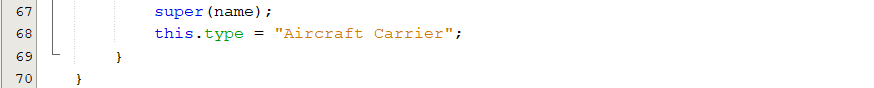 67 super(name);
68 this.type = "Aircraft Carrier";
69 }
70 }